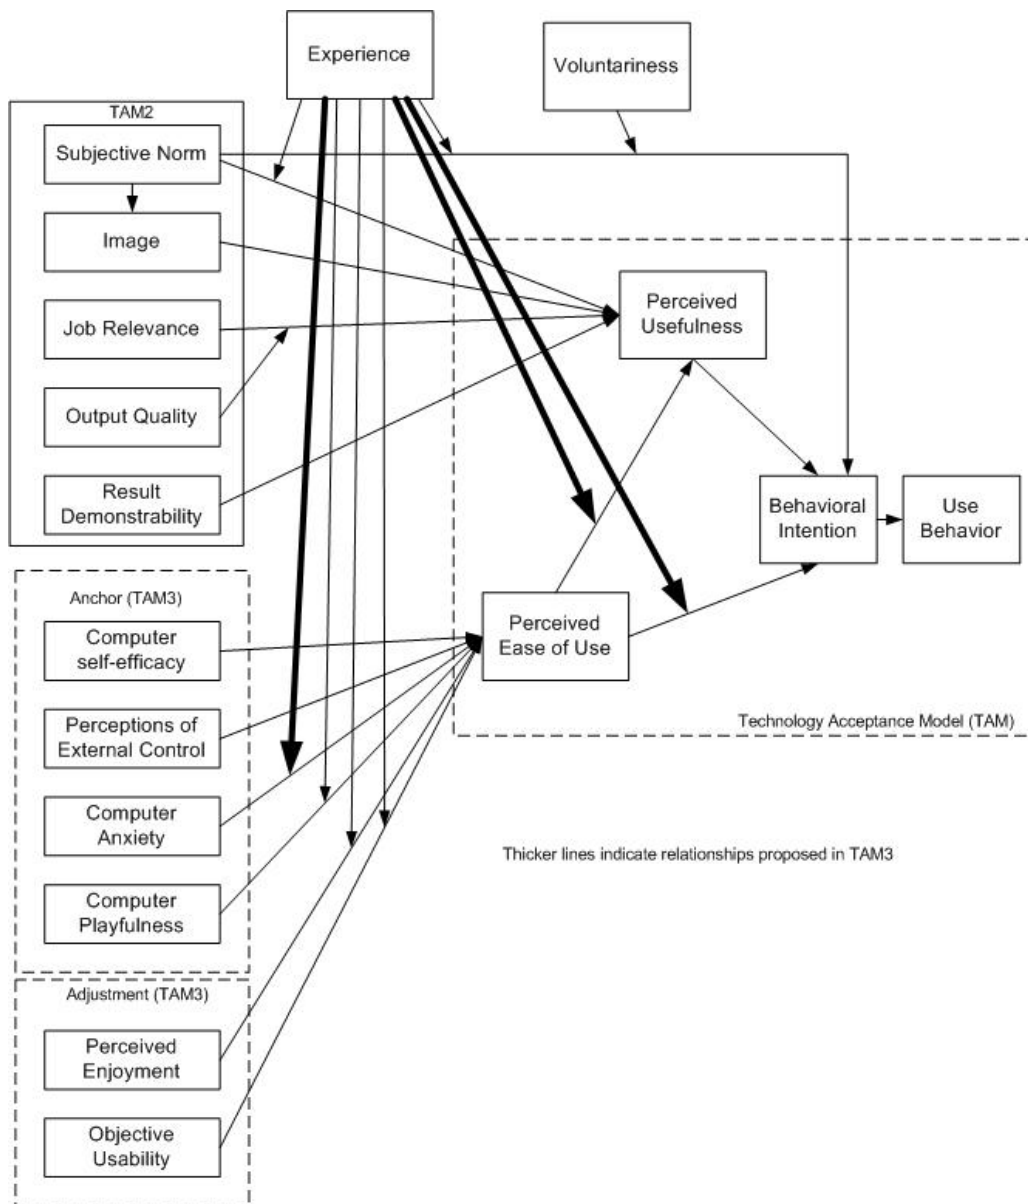 Experience
Voluntariness
TAM2
Subjective Norm
Image
Job Relevance
Output Quality
Result
Demonstrability
Perceived
Usefulness
Behavioral
Intention
Use
Behavior
Anchor (TAM3)
Computer
self-efficacy
Perceptions of
External Control
Computer
Anxiety
Computer
Playfulness
Perceived
Ease of Use
Technology Acceptance Model (TAM)
Thicker lines indicate relationships proposed in TAM3
Adjustment (TAM3)
Perceived
Enjoyment
Objective
Usability